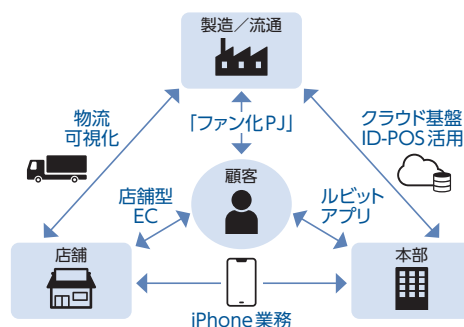 製造／流通
物流
可視化
「ファン化PJ」
クラウド基盤
ID-POS活用
顧客
店舗型
EC
ルビット
アプリ
店舗
本部
iPhone業務